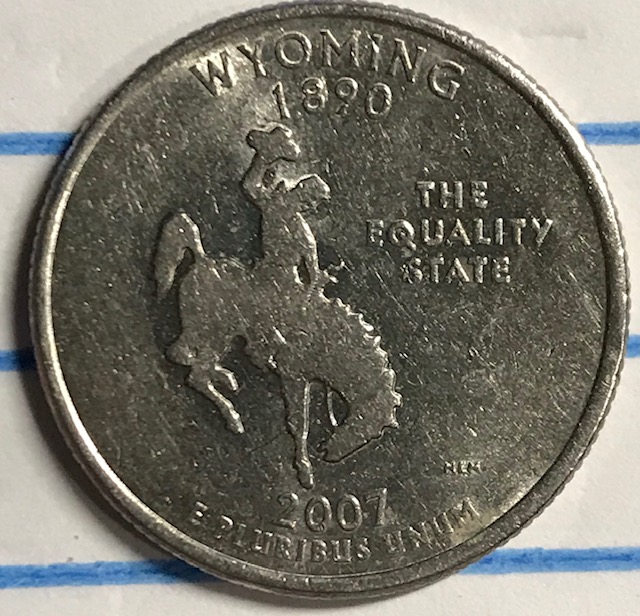 WYOMING
1890
THE
EQUALITY
STATE
2007
E PLURIBUS UNUM